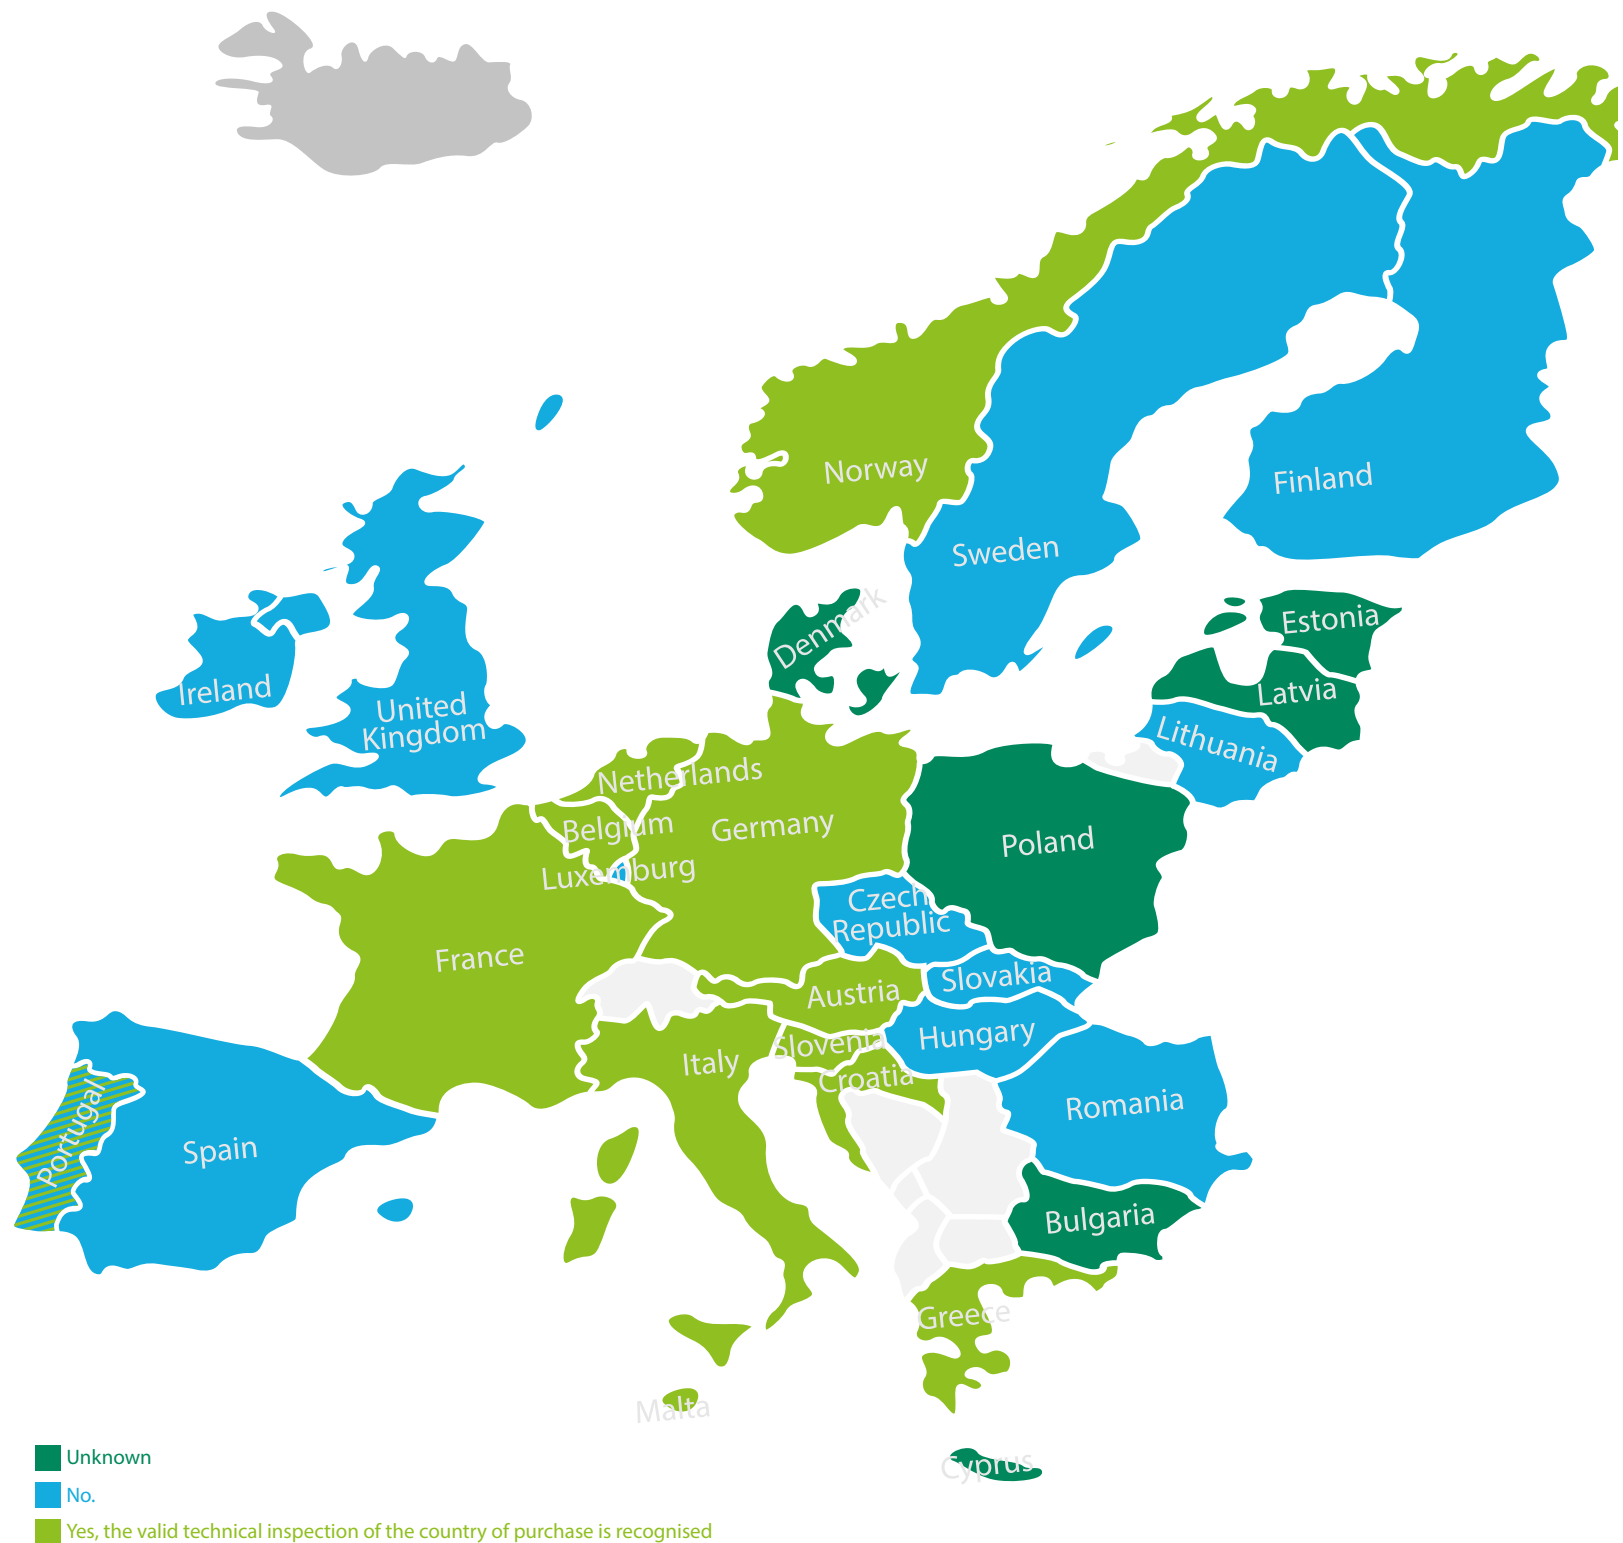 Norway
Finland
Sweden
Denmark
Estonia
Ireland
Latvia
United
Kingdom
Lithuania
Netherlands
Belgium
Germany
Poland
Luxemburg
Czech
Republic
France
Slovakia
Austria
Hungary
Slovenia
Italy
Croatia
Romania
Portugal
Spain
Bulgaria
Greece
Malta
Cyprus
Unknown
No.
Yes, the valid technical inspection of the country of purchase is recognised